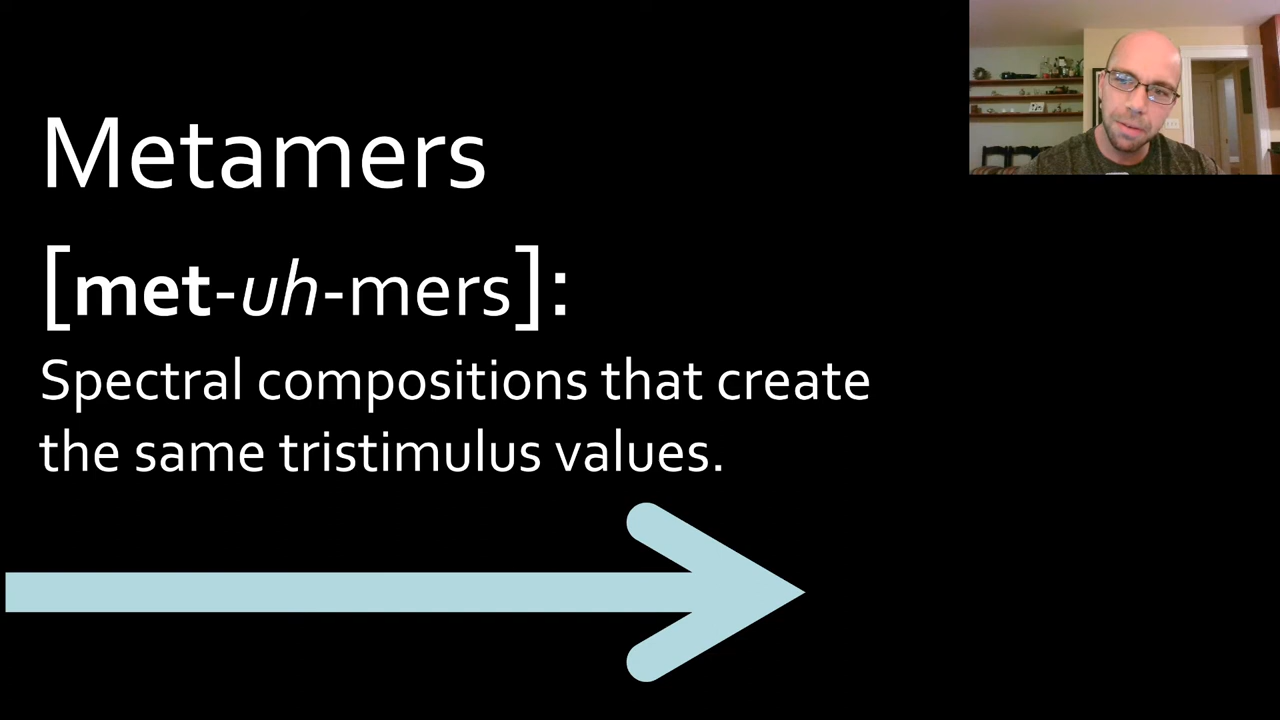 Metamers
[met-uh-mers]:
Spectral compositions that create
the same tristimulus values.